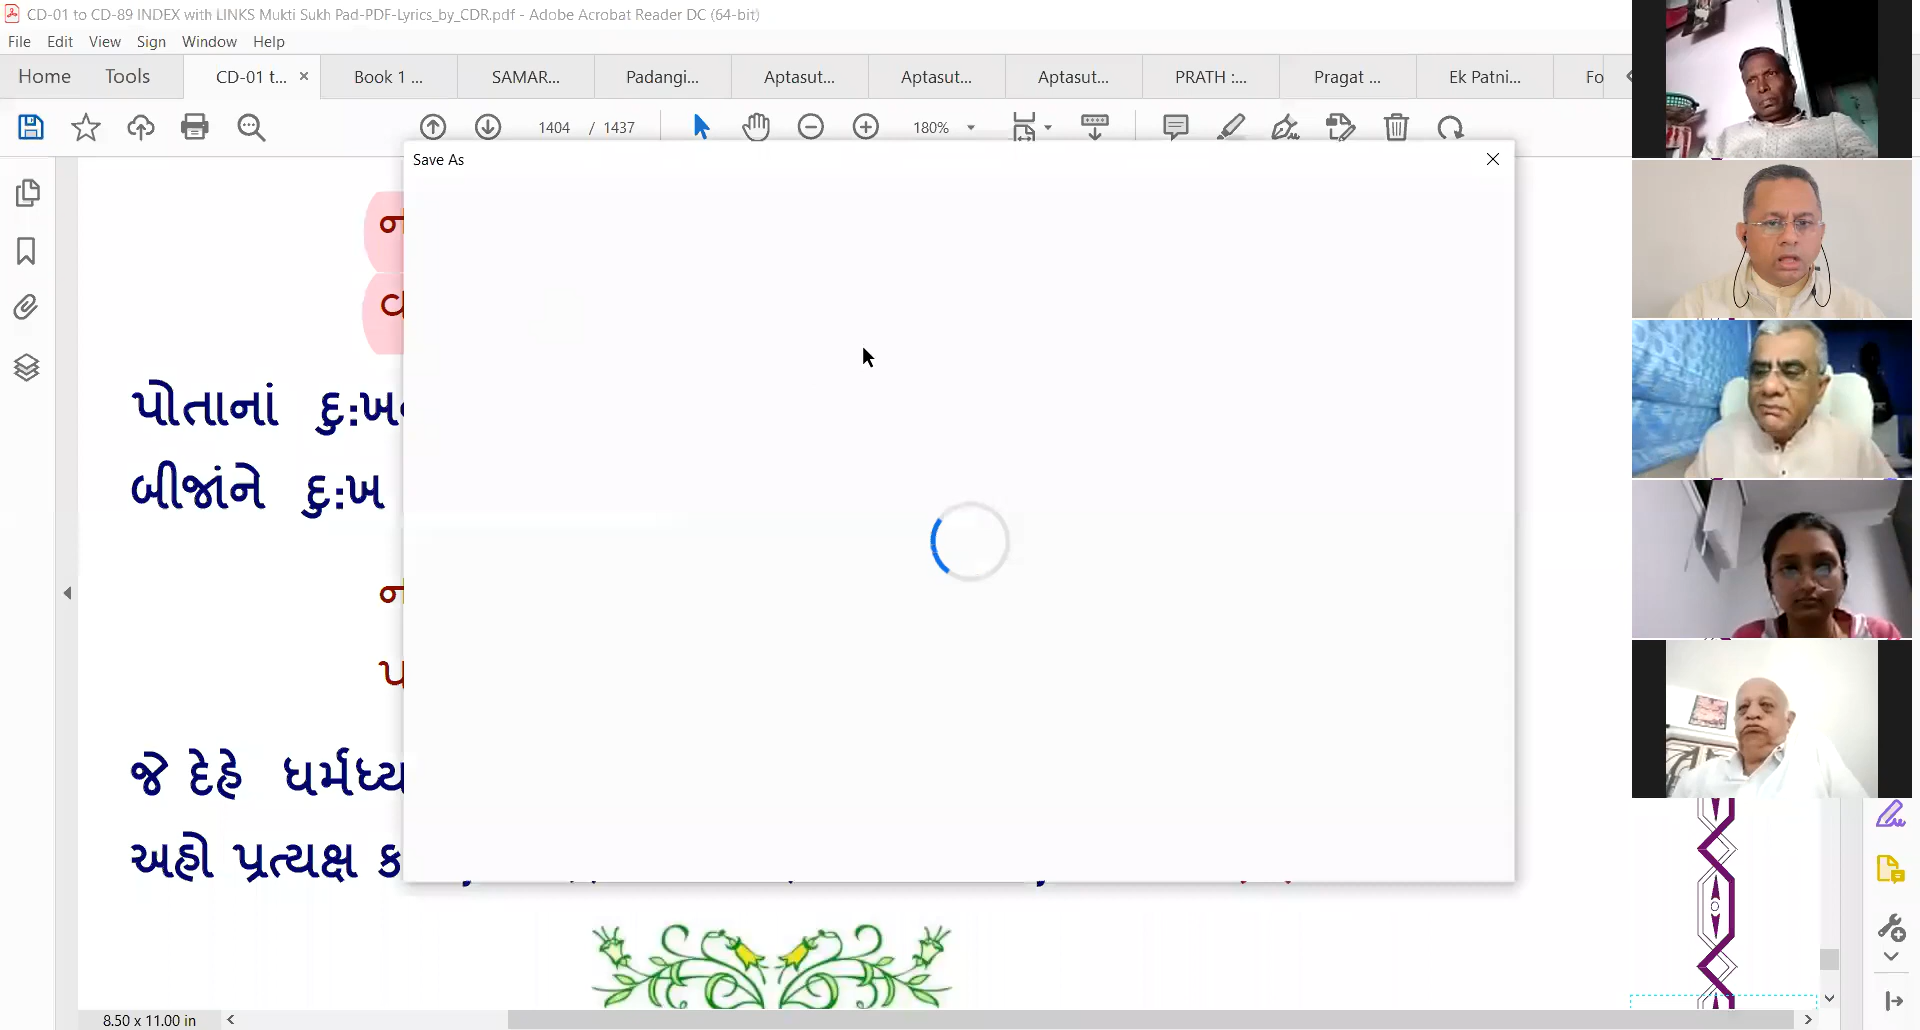 CD-01 to CD-89 INDEX with LINKS Mukti Sukh Pad-PDF-Lyrics_by_CDR.pdf - Adobe Acrobat Reader DC (64-bit)
File Edit View Sign Window Help
Home Tools CD-01 t... Book 1 ... SAMAR... Padangi... Aptasut... Aptasut... Aptasut... PRATH :... Pragat ... Ek Patni... Fo
1404 / 1437 180%
Save As
પોતાનાં દુ:ખ
બીજાંને દુ:ખ
જે દેહે ધર્મધ્ય
અહો પ્રત્યક્ષ ક
8.50 x 11.00 in